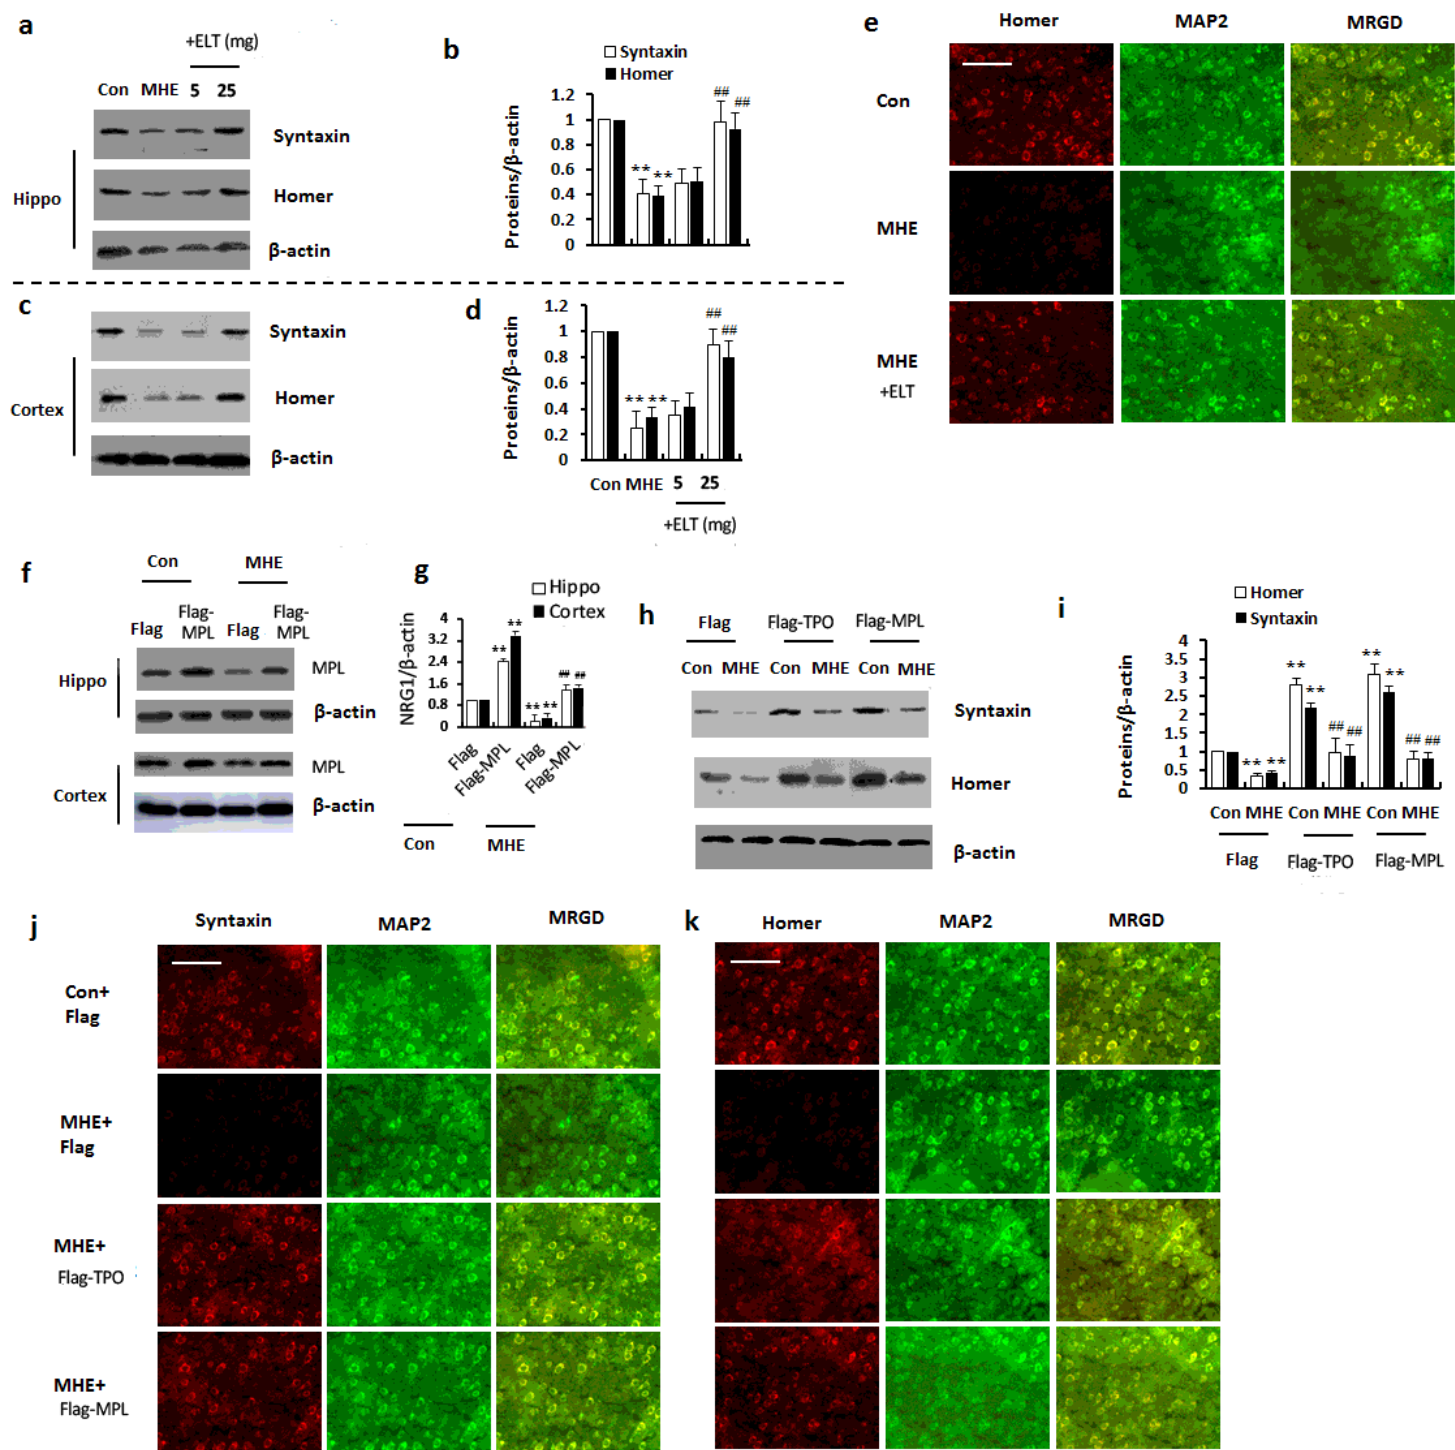 a
+ELT (mg)
Con MHE 5 25
Syntaxin
Hippo
Homer
β-actin
b
Syntaxin
Homer
Proteins/β-actin
1.2
1
0.8
0.6
0.4
0.2
0
** **
## ##
c
Syntaxin
Cortex
Homer
β-actin
d
Proteins/β-actin
1.2
1
0.8
0.6
0.4
0.2
0
** **
## ##
Con MHE 5 25
+ELT (mg)
e
Homer MAP2 MRGD
Con
MHE
MHE
+ELT
f
Con MHE
Flag Flag-MPL Flag Flag-MPL
Hippo
MPL
β-actin
Cortex
MPL
β-actin
g
Hippo
Cortex
NRG1/β-actin
4
3.2
2.4
1.6
0.8
0
** **
** **
## ##
Flag Flag-MPL Flag Flag-MPL
Con MHE
h
Flag Flag-TPO Flag-MPL
Con MHE Con MHE Con MHE
Syntaxin
Homer
β-actin
i
Homer
Syntaxin
Proteins/β-actin
4
3.5
3
2.5
2
1.5
1
0.5
0
** ** ** ** ## ## ** ** ## ##
Con MHE Con MHE Con MHE
Flag Flag-TPO Flag-MPL
j
Syntaxin MAP2 MRGD
Con+
Flag
MHE+
Flag
MHE+
Flag-TPO
MHE+
Flag-MPL
k
Homer MAP2 MRGD